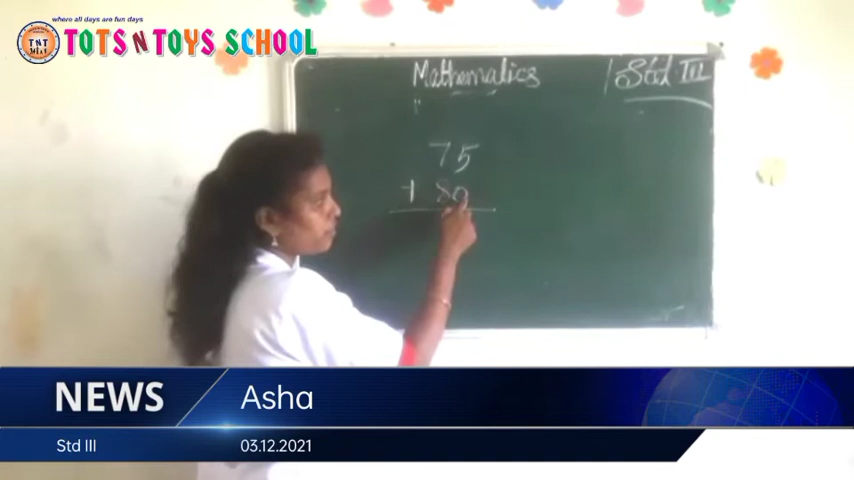 where all days are fun days
TOTS N TOYS SCHOOL
TNT
Mathematics
Std III
75
+ 80
NEWS
Asha
Std III
03.12.2021